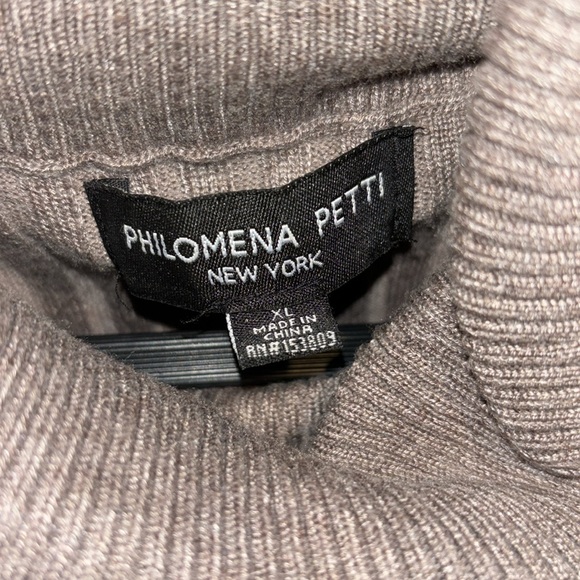 PHILOMENA PETTI
NEW YORK
XL
MADE IN
CHINA
RN#153809